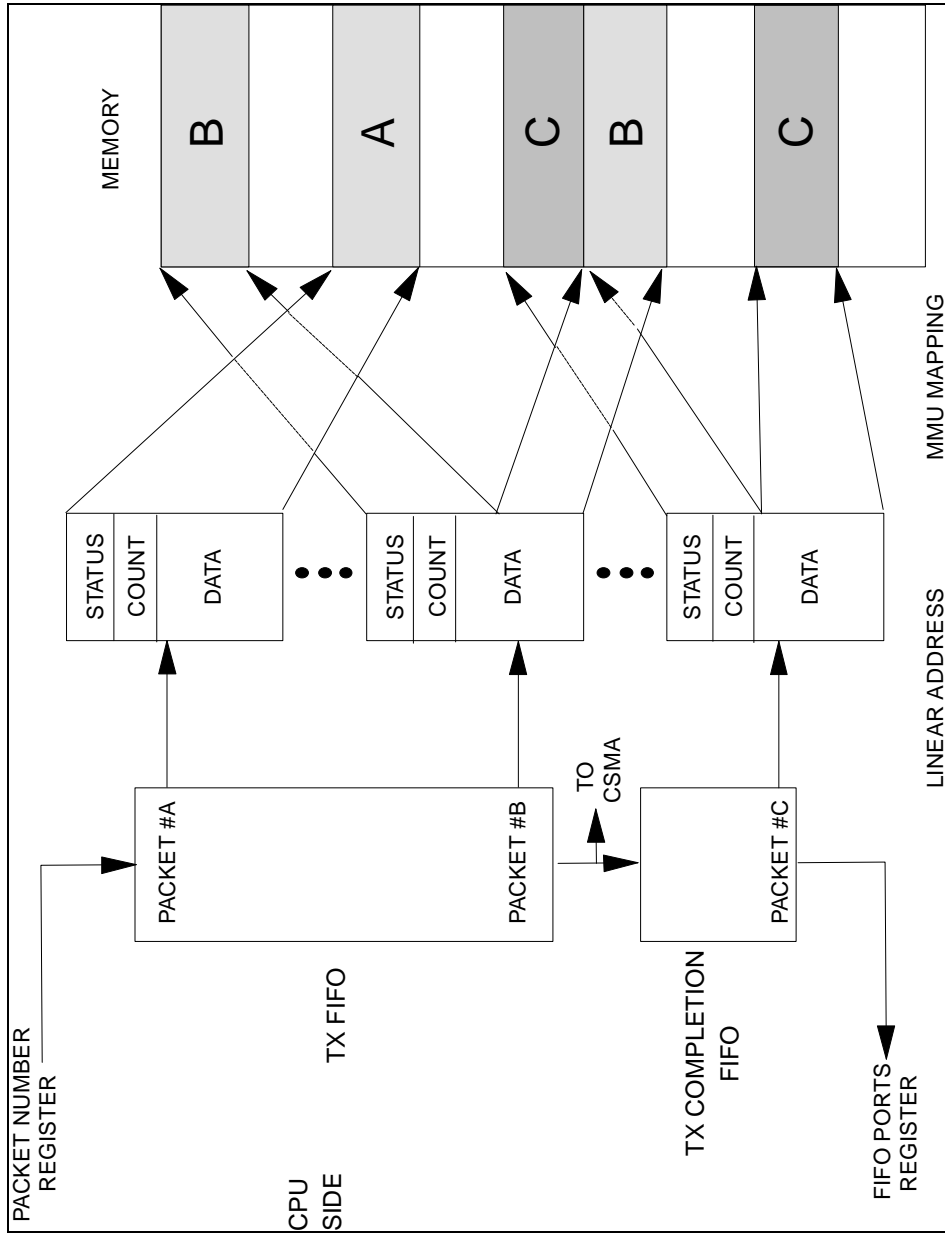 PACKET NUMBER
REGISTER
CPU
SIDE
TX FIFO
PACKET #A
PACKET #B
TO
CSMA
TX COMPLETION
FIFO
PACKET #C
FIFO PORTS
REGISTER
STATUS
COUNT
DATA
STATUS
COUNT
DATA
STATUS
COUNT
DATA
LINEAR ADDRESS
MMU MAPPING
MEMORY
B
A
C
B
C